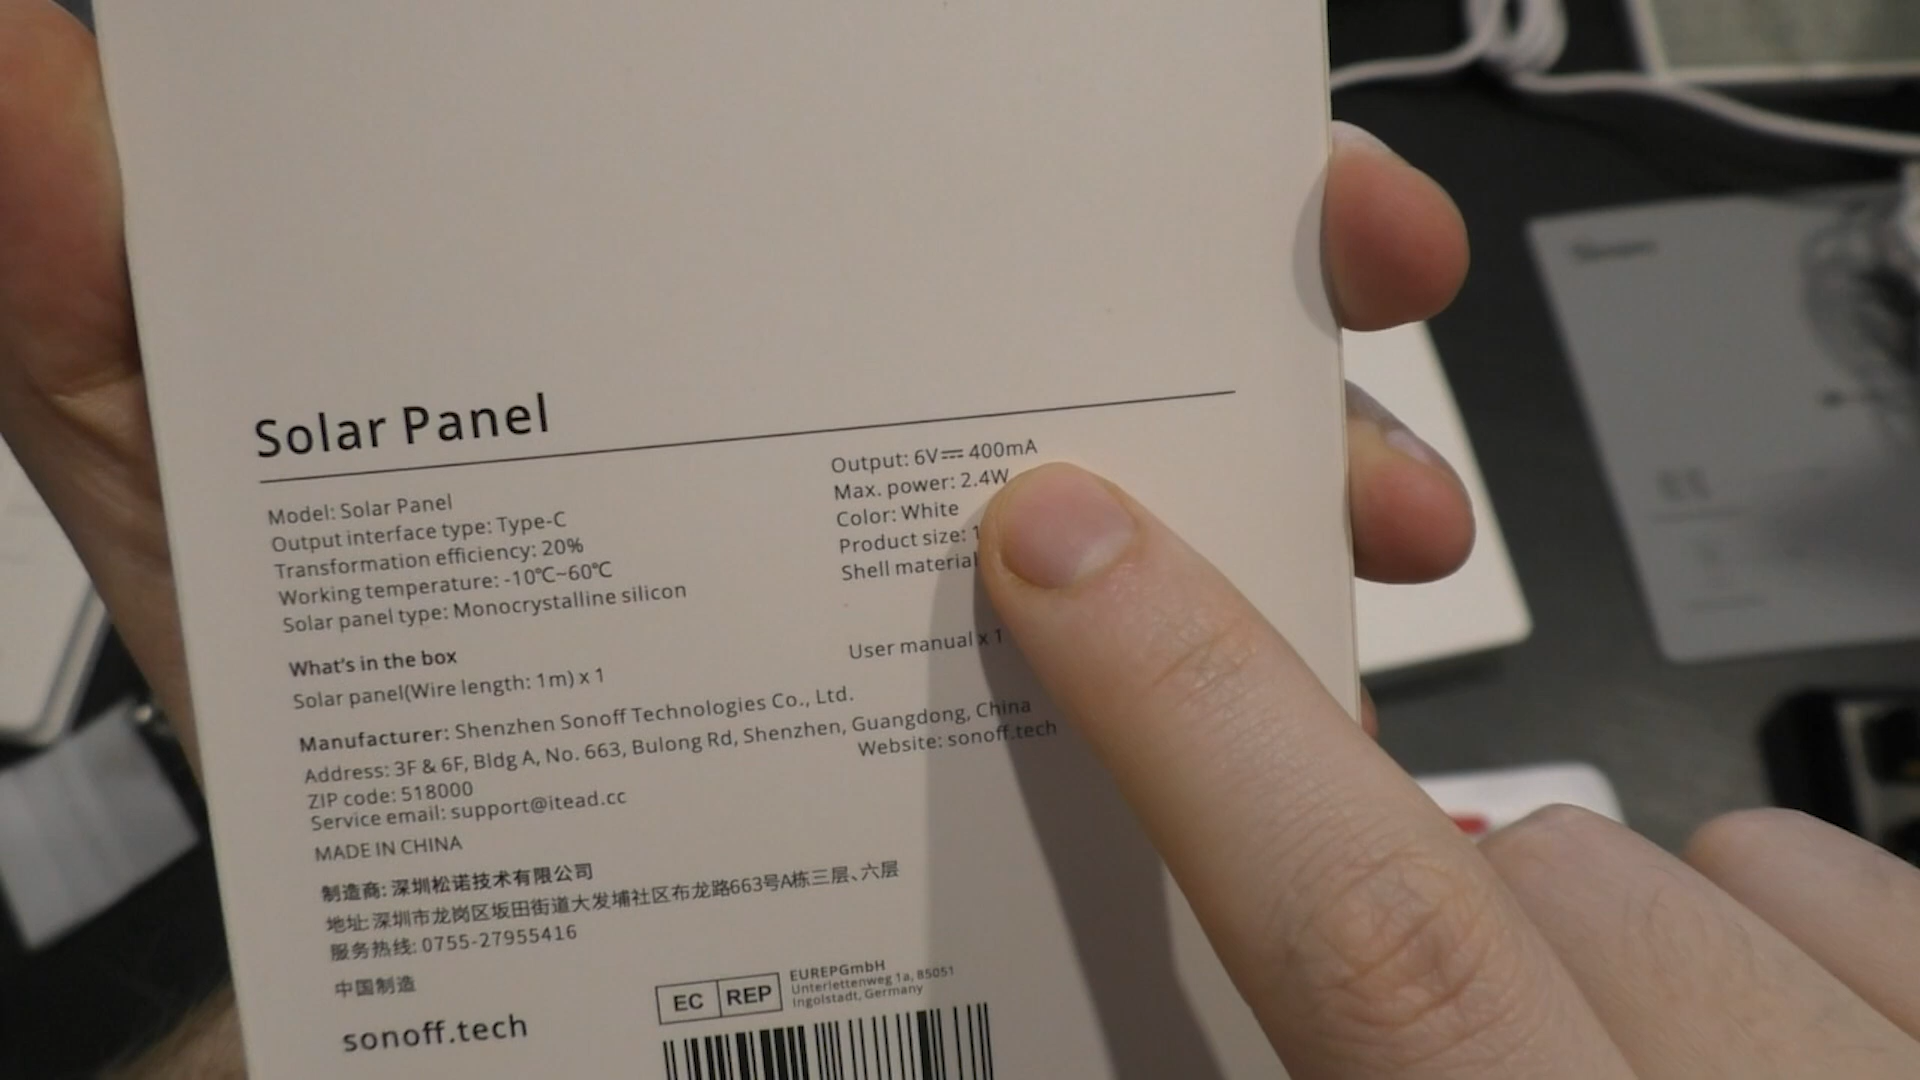 Solar Panel
Model: Solar Panel
Output interface type: Type-C
Transformation efficiency: 20%
Working temperature: -10℃~60℃
Solar panel type: Monocrystalline silicon
Output: 6V⎓400mA
Max. power: 2.4W
Color: White
Product size:
Shell material
What's in the box
Solar panel(Wire length: 1m) x 1
User manual x 1
Manufacturer: Shenzhen Sonoff Technologies Co., Ltd.
Address: 3F & 6F, Bldg A, No. 663, Bulong Rd, Shenzhen, Guangdong, China
ZIP code: 518000
Website: sonoff.tech
Service email: support@itead.cc
MADE IN CHINA
制造商: 深圳松诺技术有限公司
地址: 深圳市龙岗区坂田街道大发埔社区布龙路663号A栋三层、六层
服务热线: 0755-27955416
中国制造
sonoff.tech
EC REP
EUREPGmbH
Unterlettenweg 1a, 85051
Ingolstadt, Germany